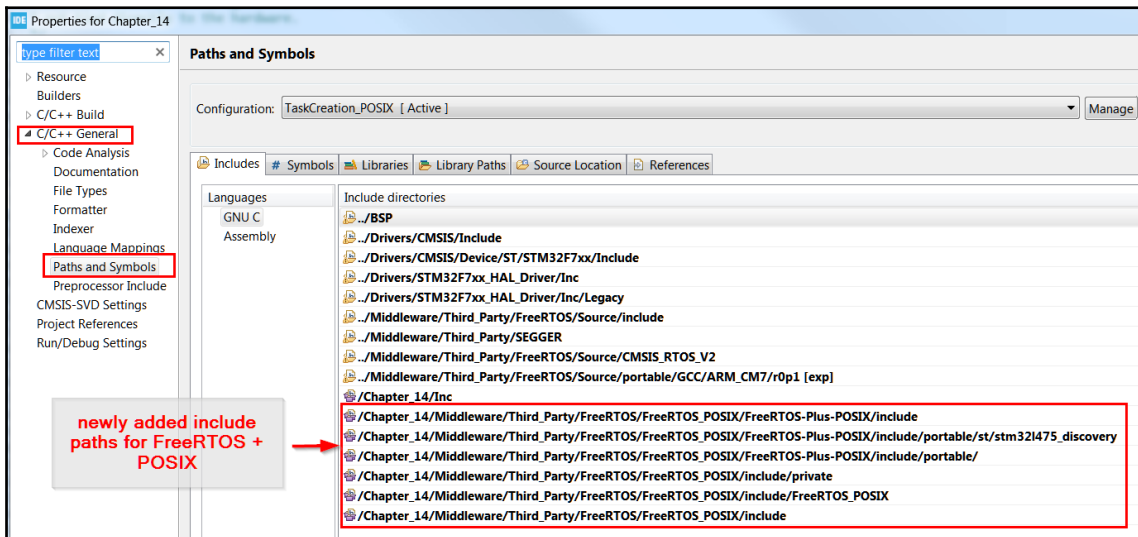 IDE Properties for Chapter_14
to the hardware.
type filter text
Resource
Builders
C/C++ Build
C/C++ General
Code Analysis
Documentation
File Types
Formatter
Indexer
Language Mappings
Paths and Symbols
Preprocessor Include
CMSIS-SVD Settings
Project References
Run/Debug Settings
Paths and Symbols
Configuration: TaskCreation_POSIX [ Active ] Manage
Includes # Symbols Libraries Library Paths Source Location References
Languages
GNU C
Assembly
Include directories
../BSP
../Drivers/CMSIS/Include
../Drivers/CMSIS/Device/ST/STM32F7xx/Include
../Drivers/STM32F7xx_HAL_Driver/Inc
../Drivers/STM32F7xx_HAL_Driver/Inc/Legacy
../Middleware/Third_Party/FreeRTOS/Source/include
../Middleware/Third_Party/SEGGER
../Middleware/Third_Party/FreeRTOS/Source/CMSIS_RTOS_V2
../Middleware/Third_Party/FreeRTOS/Source/portable/GCC/ARM_CM7/r0p1 [exp]
/Chapter_14/Inc
/Chapter_14/Middleware/Third_Party/FreeRTOS/FreeRTOS_POSIX/FreeRTOS-Plus-POSIX/include
/Chapter_14/Middleware/Third_Party/FreeRTOS/FreeRTOS_POSIX/FreeRTOS-Plus-POSIX/include/portable/st/stm32l475_discovery
/Chapter_14/Middleware/Third_Party/FreeRTOS/FreeRTOS_POSIX/FreeRTOS-Plus-POSIX/include/portable/
/Chapter_14/Middleware/Third_Party/FreeRTOS/FreeRTOS_POSIX/include/private
/Chapter_14/Middleware/Third_Party/FreeRTOS/FreeRTOS_POSIX/include/FreeRTOS_POSIX
/Chapter_14/Middleware/Third_Party/FreeRTOS/FreeRTOS_POSIX/include
newly added include
paths for FreeRTOS +
POSIX